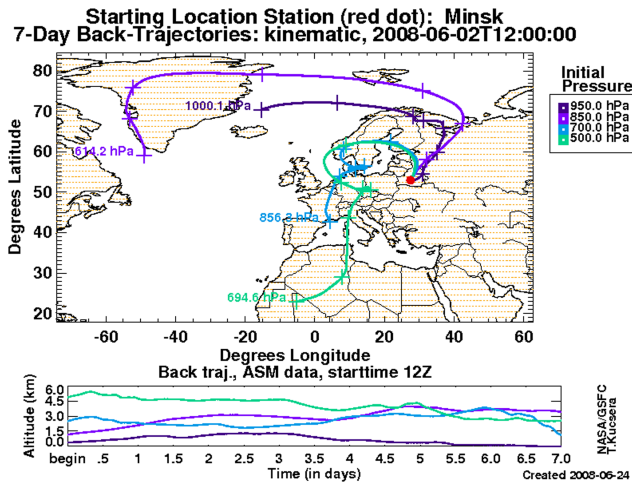 Starting Location Station (red dot): Minsk
7-Day Back-Trajectories: kinematic, 2008-06-02T12:00:00
Initial
Pressure
950.0 hPa
850.0 hPa
700.0 hPa
500.0 hPa
Degrees Latitude
80
70
60
50
40
30
20
1000.1 hPa
614.2 hPa
856.3 hPa
694.6 hPa
-60 -40 -20 0 20 40 60
Degrees Longitude
Back traj., ASM data, starttime 12Z
Altitude (km)
6.0
4.5
3.0
1.5
0.0
begin .5 1 1.5 2 2.5 3 3.5 4 4.5 5 5.5 6 6.5 7.0
Time (in days)
NASA/GSFC
T.Kucsera
Created 2008-06-24